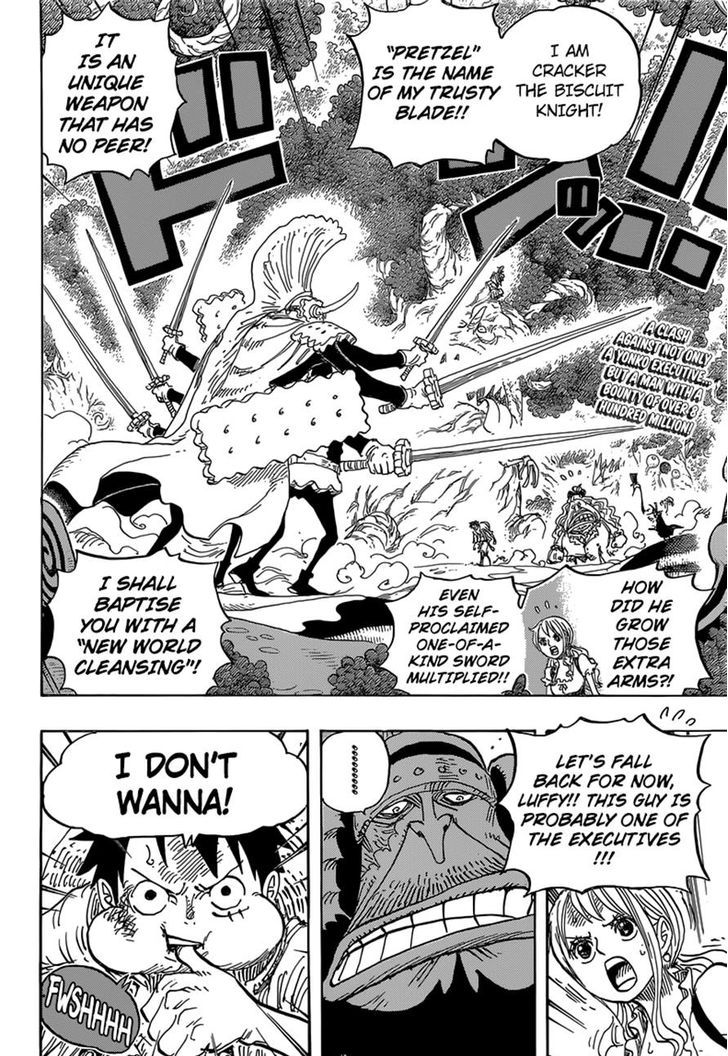 I AM
CRACKER
THE BISCUIT
KNIGHT!
"PRETZEL"
IS THE NAME
OF MY TRUSTY
BLADE!!
IT
IS AN
UNIQUE
WEAPON
THAT HAS
NO PEER!
A CLASH
AGAINST NOT ONLY
A YONKO EXECUTIVE...
BUT A MAN WITH A
BOUNTY OF OVER 8
HUNDRED MILLION!
HOW
DID HE
GROW
THOSE
EXTRA
ARMS?!
EVEN
HIS SELF-
PROCLAIMED
ONE-OF-A-
KIND SWORD
MULTIPLIED!!
I SHALL
BAPTISE
YOU WITH A
"NEW WORLD
CLEANSING"!
LET'S FALL
BACK FOR NOW,
LUFFY!! THIS GUY IS
PROBABLY ONE OF
THE EXECUTIVES
!!!
I DON'T
WANNA!
FWSHHHH